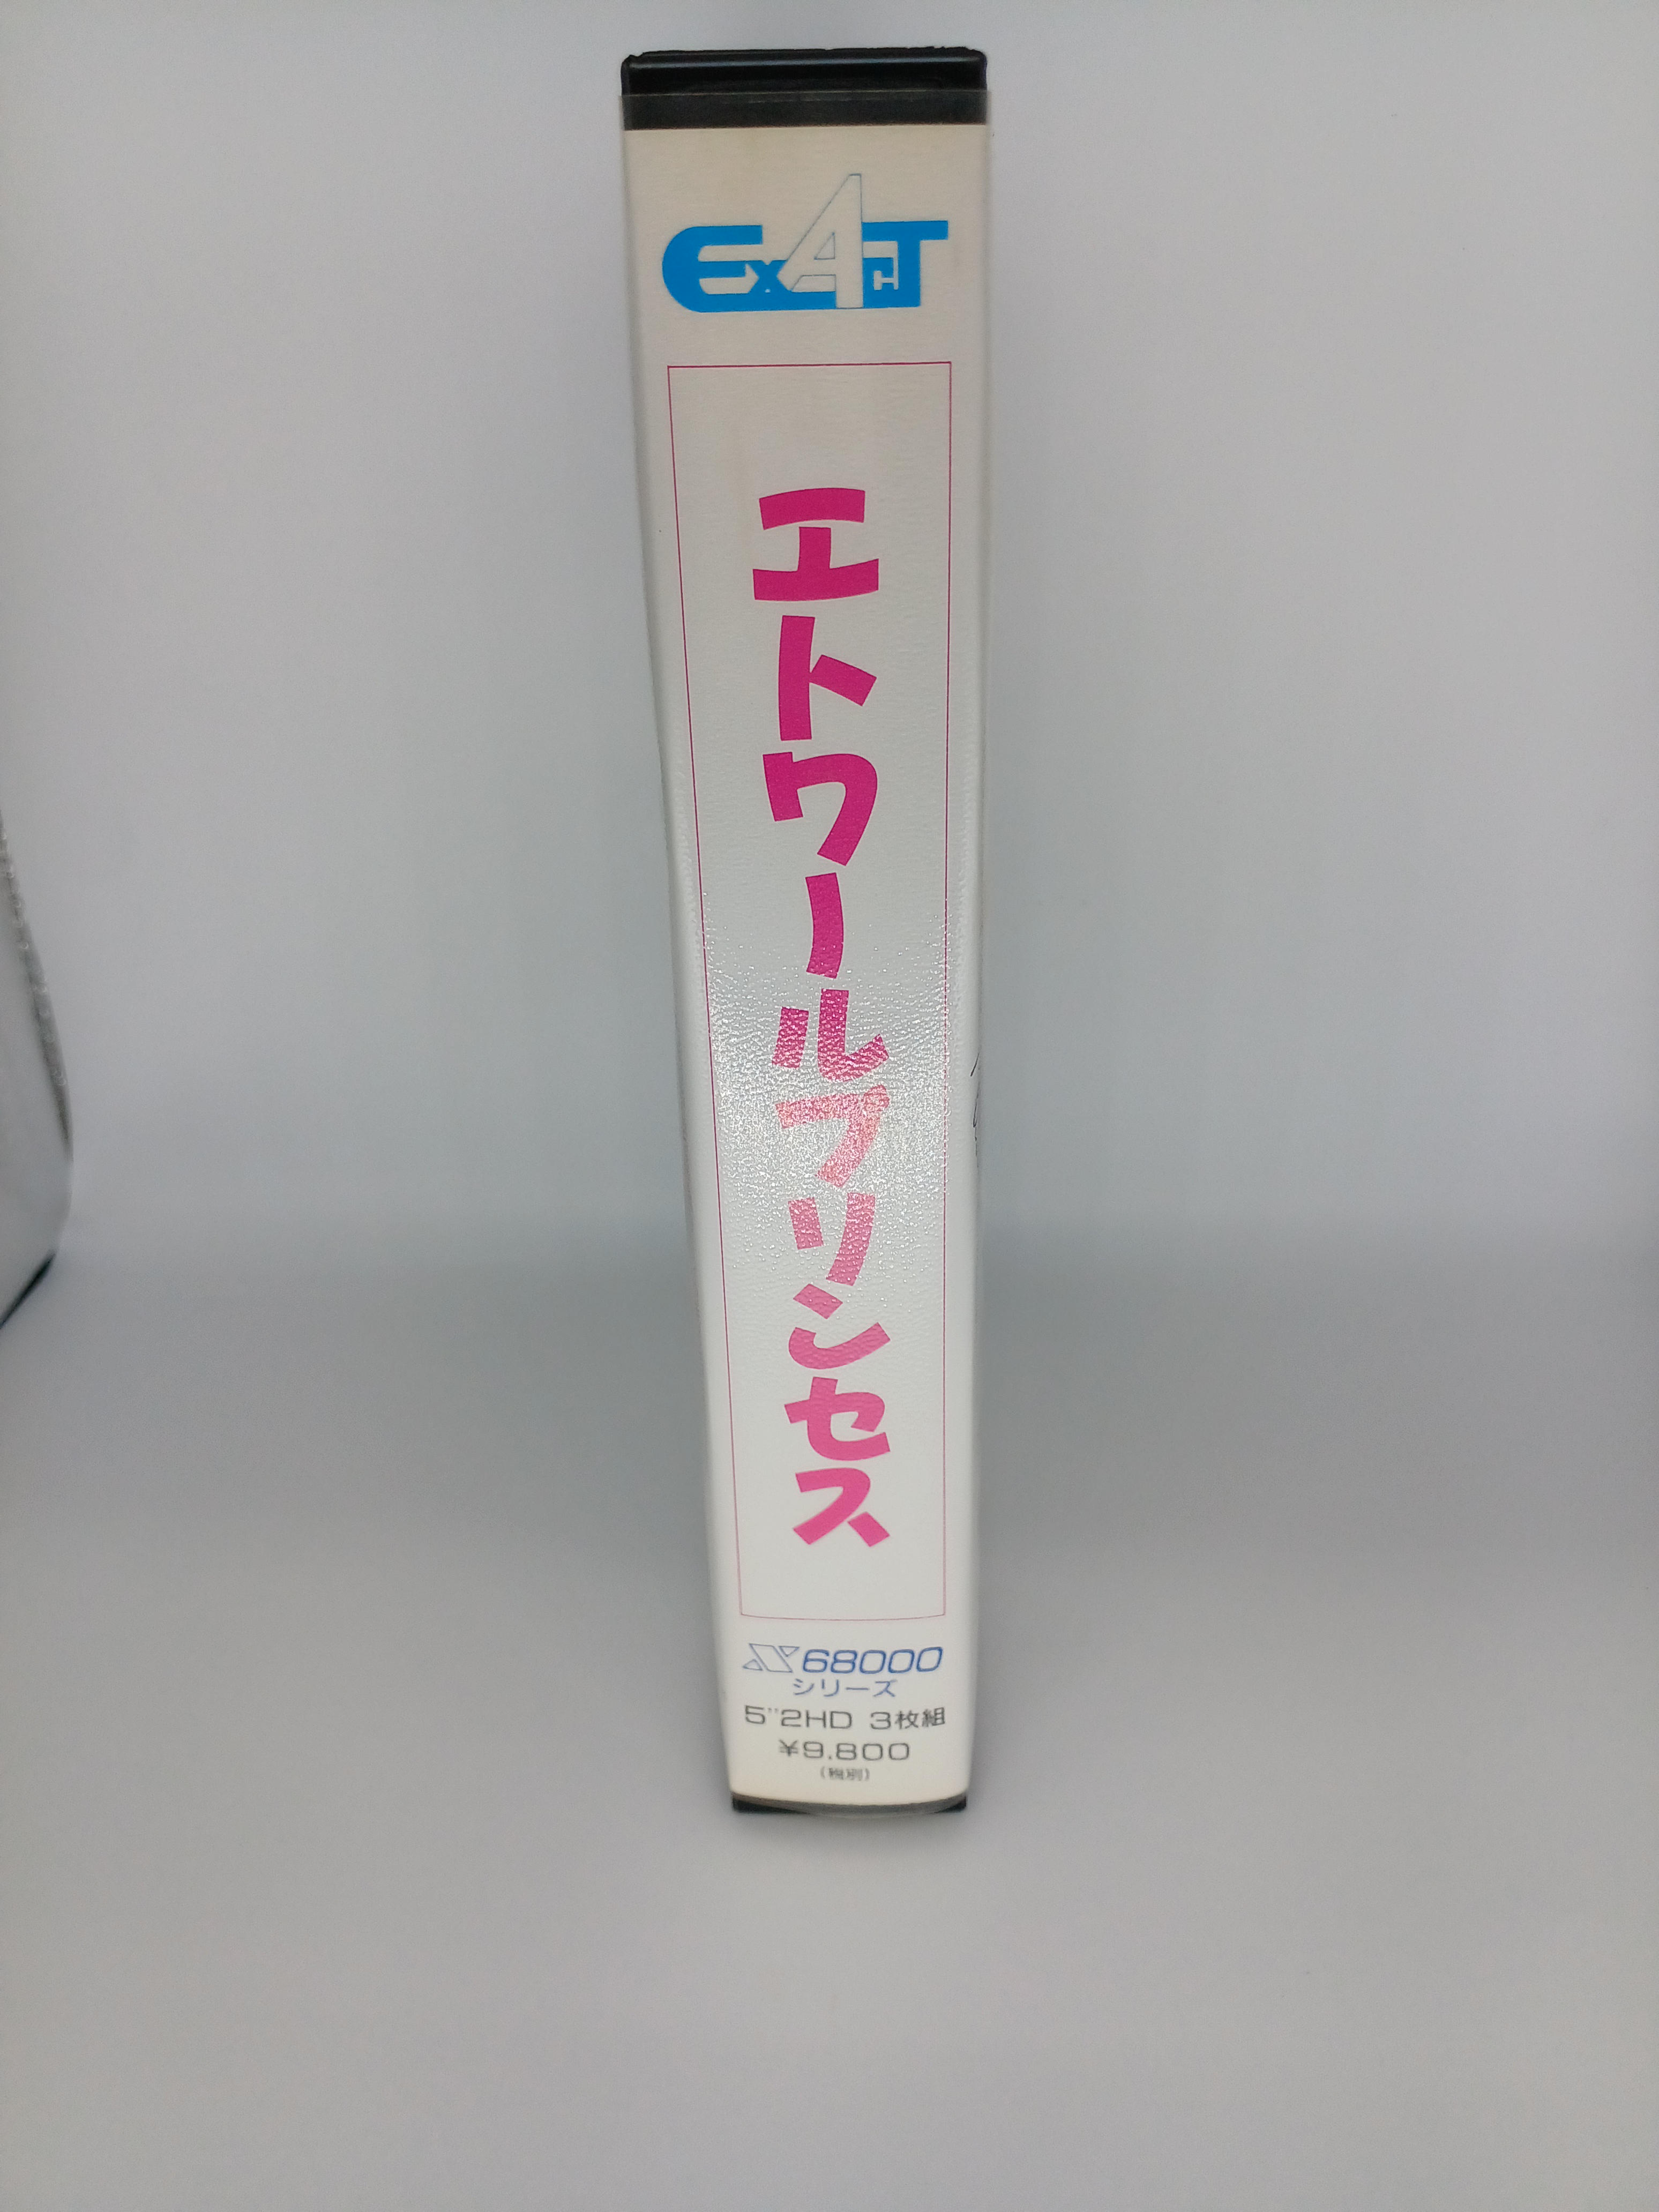 EXACT
エトワールプリンセス
X68000
シリーズ
5"2HD 3枚組
¥9,800
(税別)